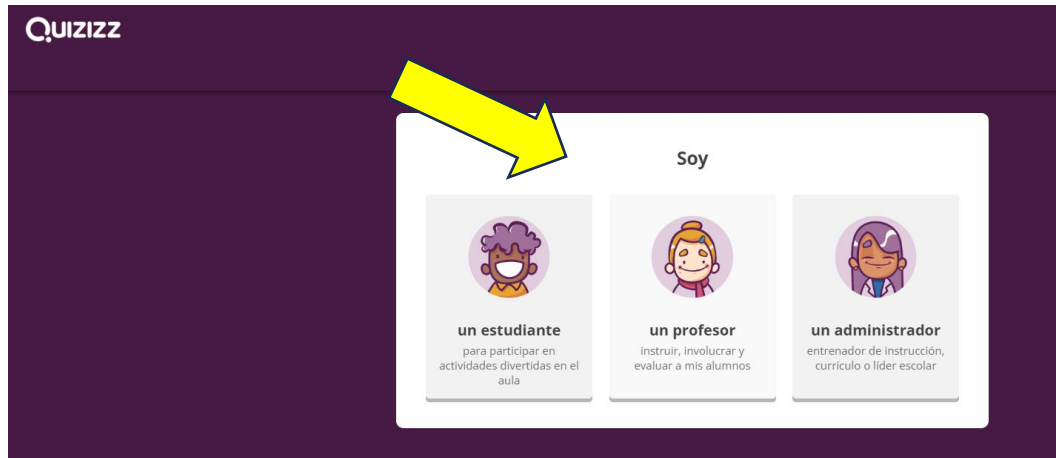 Quizizz
Soy
un estudiante
para participar en
actividades divertidas en el
aula
un profesor
instruir, involucrar y
evaluar a mis alumnos
un administrador
entrenador de instrucción,
currículo o líder escolar